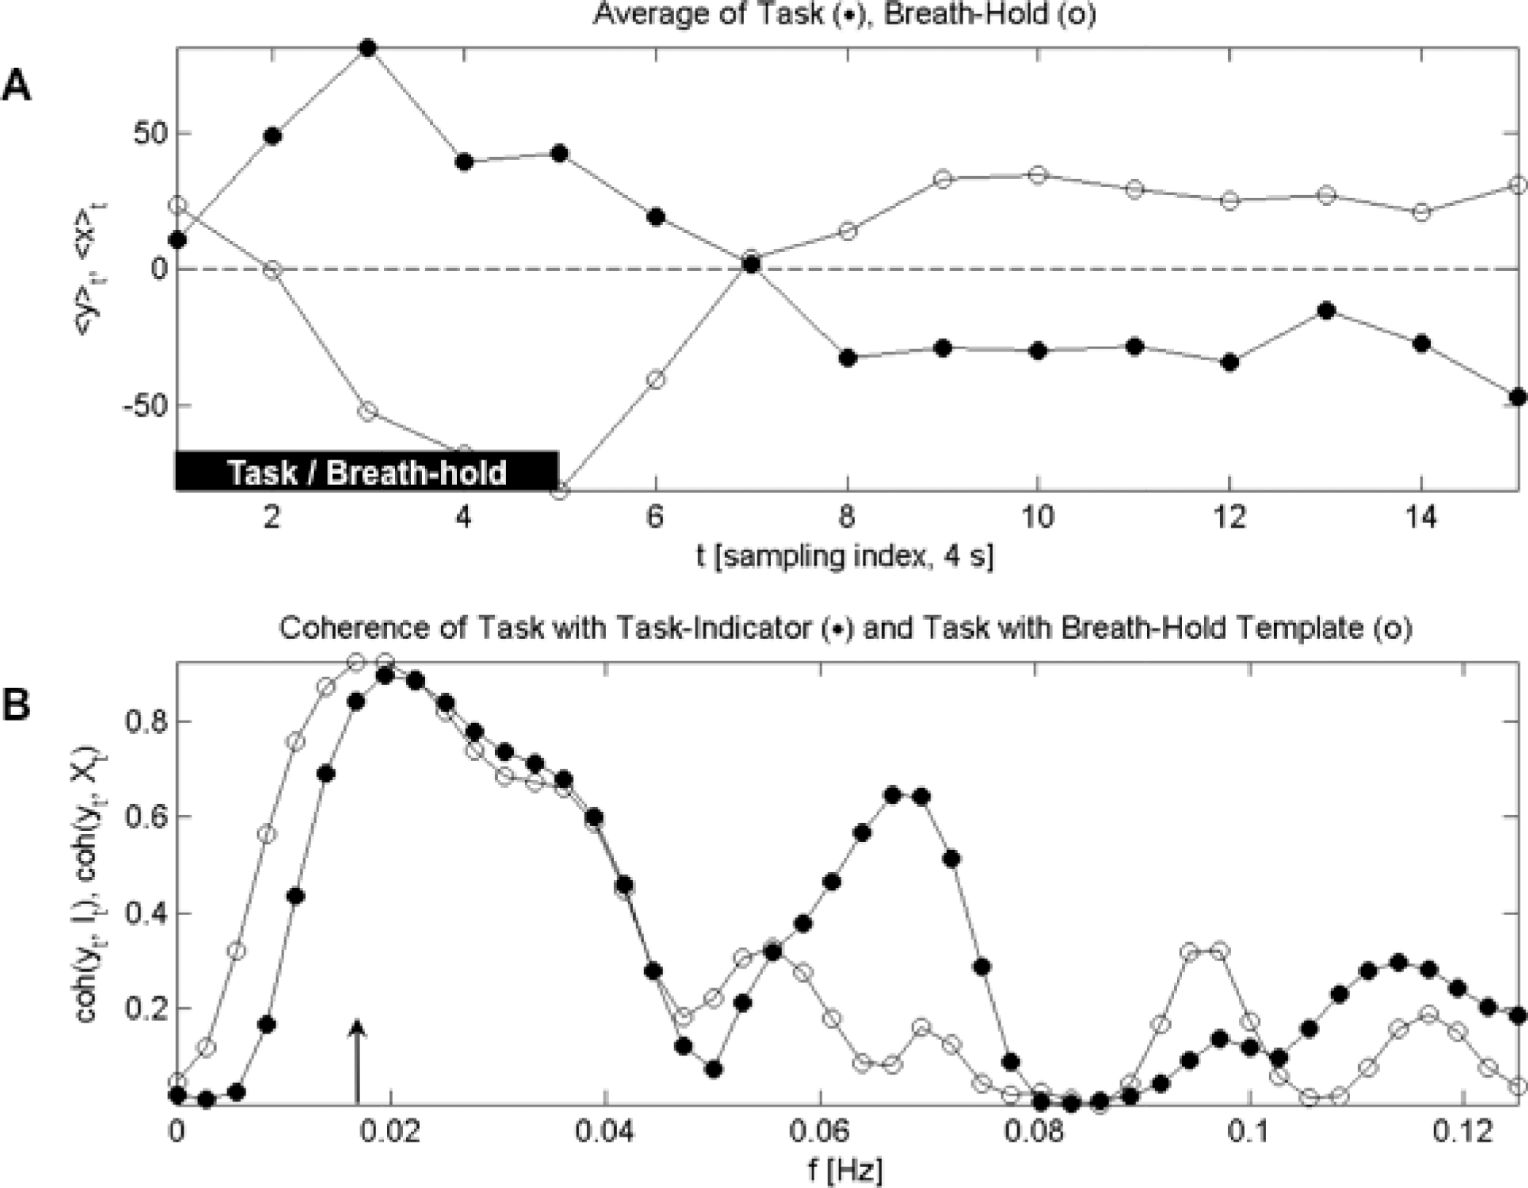 Average of Task (•), Breath-Hold (o)
A
<y>t, <x>t
50
0
-50
Task / Breath-hold
2 4 6 8 10 12 14
t [sampling index, 4 s]
Coherence of Task with Task-Indicator (•) and Task with Breath-Hold Template (o)
B
coh(yt, It), coh(yt, Xt)
0.8
0.6
0.4
0.2
0 0.02 0.04 0.06 0.08 0.1 0.12
f [Hz]